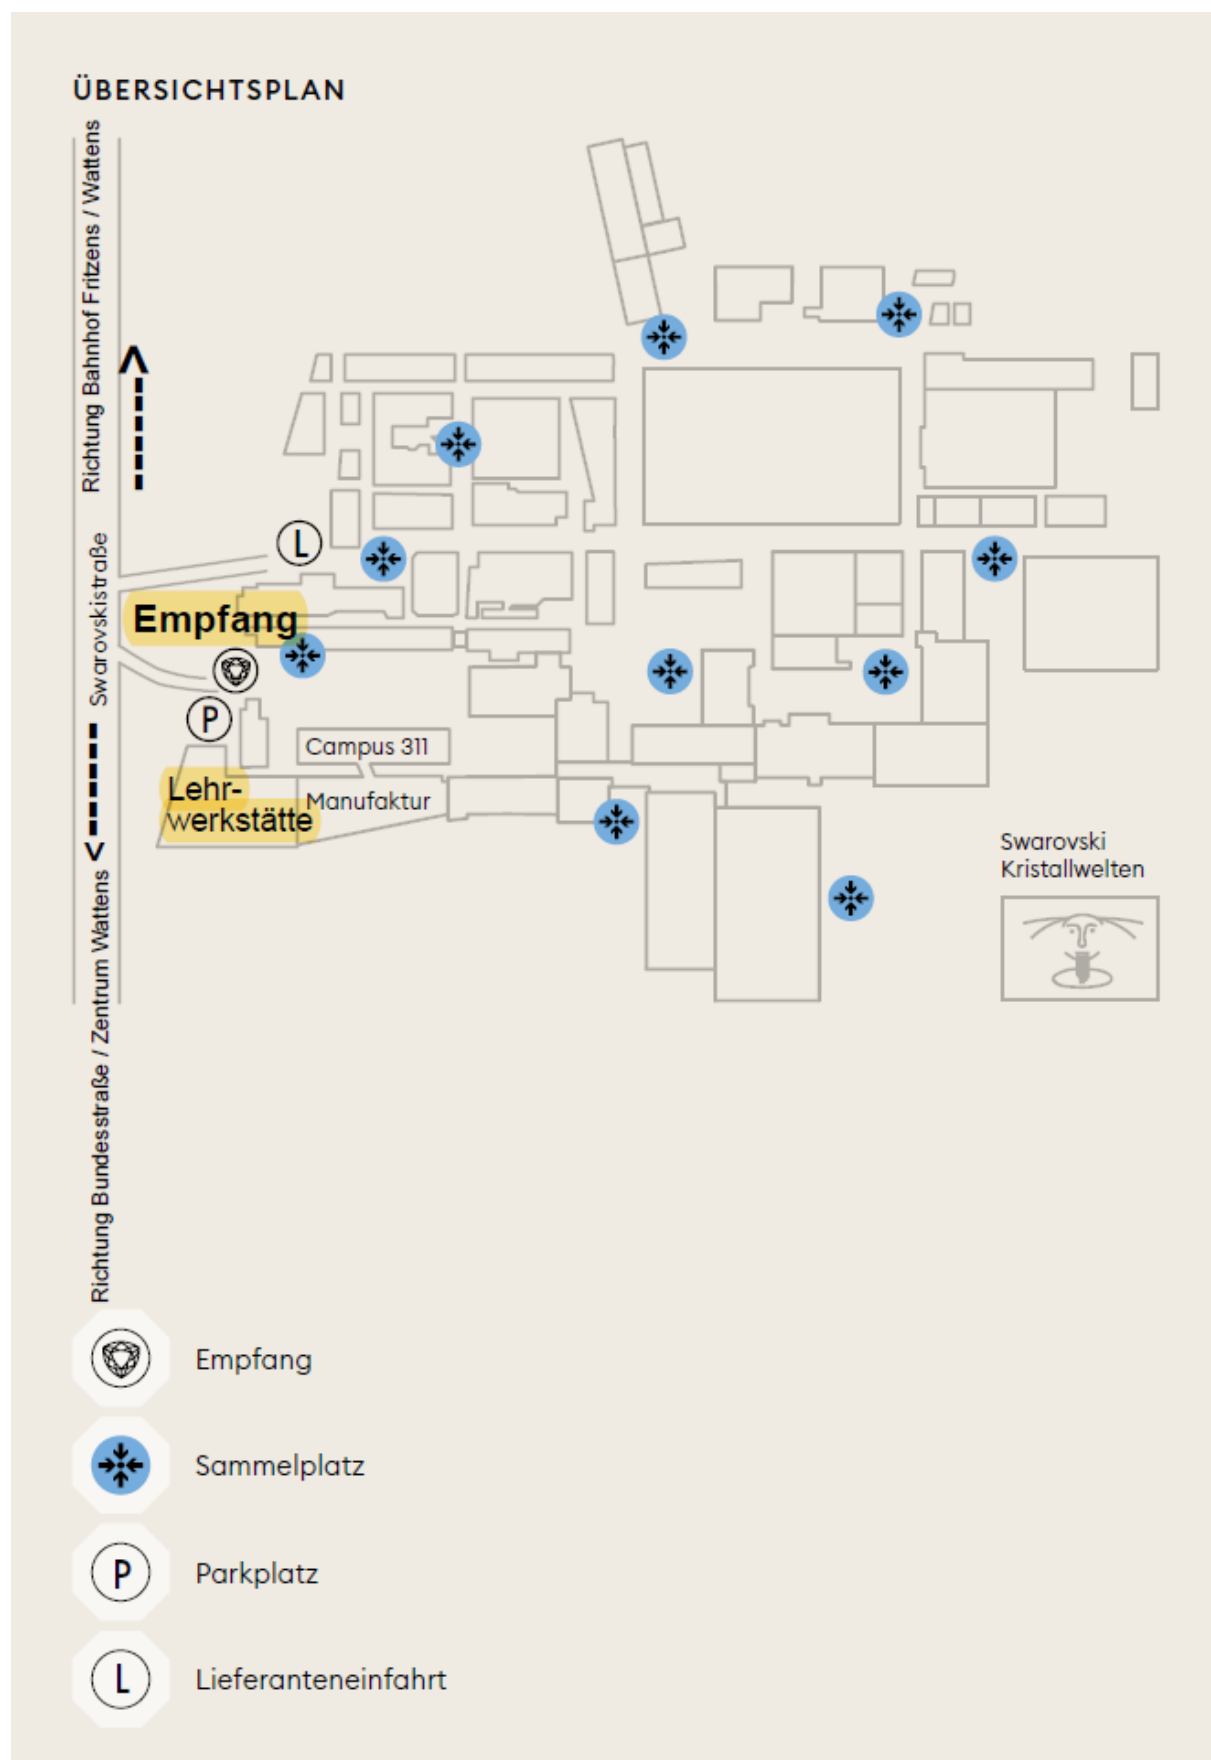 ÜBERSICHTSPLAN
Richtung Bahnhof Fritzens / Wattens
Swarovskistraße
Richtung Bundesstraße / Zentrum Wattens
L
Empfang
P
Campus 311
Lehr-
werkstätte
Manufaktur
Swarovski
Kristallwelten
Empfang
Sammelplatz
P Parkplatz
L Lieferanteneinfahrt